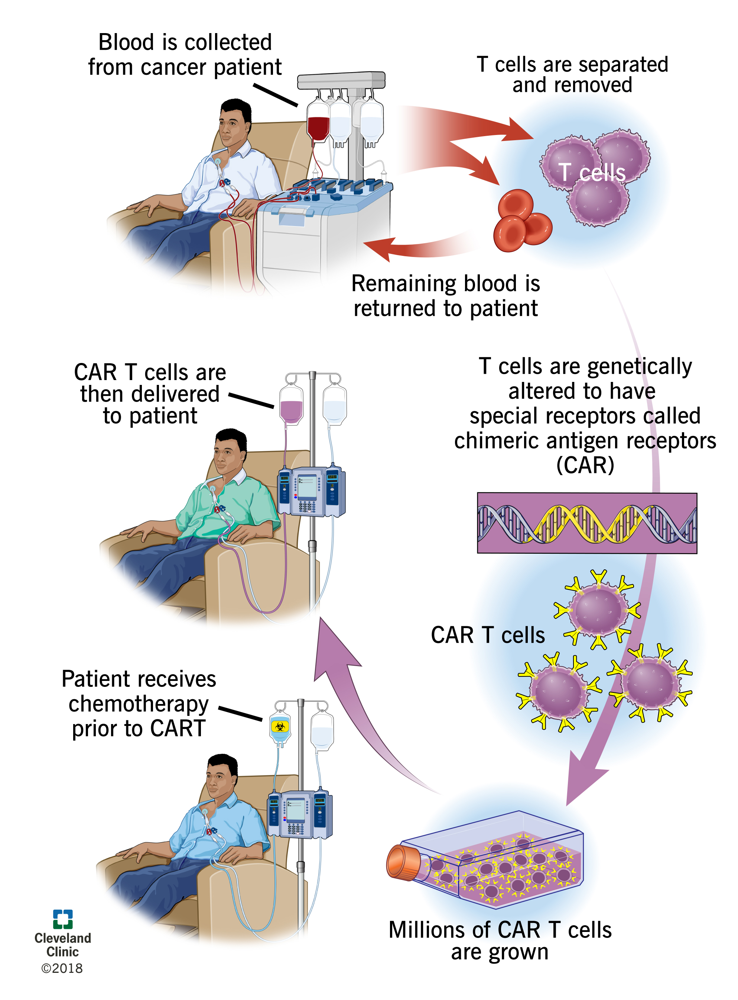 Blood is collected
from cancer patient
T cells are separated
and removed
T cells
Remaining blood is
returned to patient
T cells are genetically
altered to have
special receptors called
chimeric antigen receptors
(CAR)
CAR T cells
Millions of CAR T cells
are grown
CAR T cells are
then delivered
to patient
A
B
Patient receives
chemotherapy
prior to CART
A
B
Cleveland
Clinic
©2018